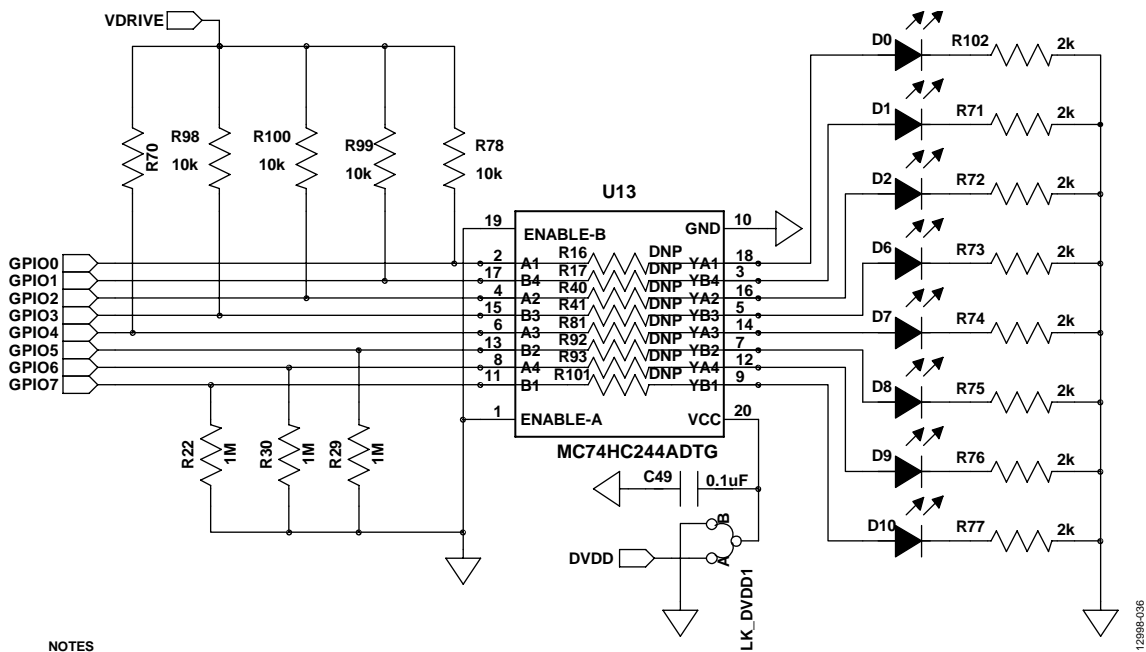 VDRIVE
D0 R102 2k
D1 R71 2k
R70
R98 10k
R100 10k
R99 10k
R78 10k
D2 R72 2k
U13
19 ENABLE-B
GND 10
D6 R73 2k
GPIO0 2 A1 R16 DNP YA1 18
GPIO1 17 B4 R17 DNP YB4 3
GPIO2 4 A2 R40 DNP YA2 16
GPIO3 15 B3 R41 DNP YB3 5
GPIO4 6 A3 R81 DNP YA3 14
D7 R74 2k
GPIO5 13 B2 R92 DNP YB2 7
GPIO6 8 A4 R93 DNP YA4 12
GPIO7 11 B1 R101 DNP YB1 9
D8 R75 2k
1 ENABLE-A
VCC 20
MC74HC244ADTG
R22 1M
R30 1M
R29 1M
D9 R76 2k
C49 0.1uF
D10 R77 2k
B
DVDD
A
LK_DVDD1
NOTES
12998-036